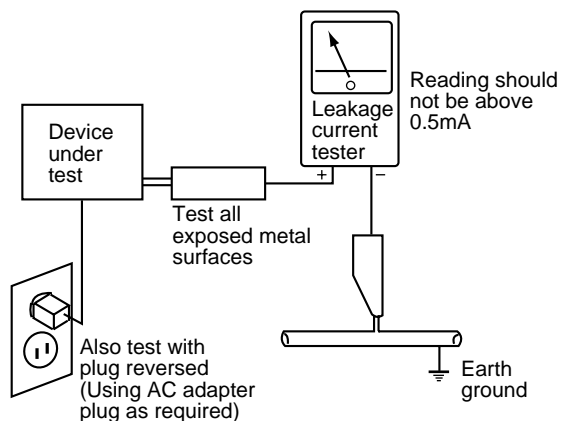 Reading should
not be above
0.5mA
Leakage
current
tester
+ −
Device
under
test
Test all
exposed metal
surfaces
Also test with
plug reversed
(Using AC adapter
plug as required)
Earth
ground